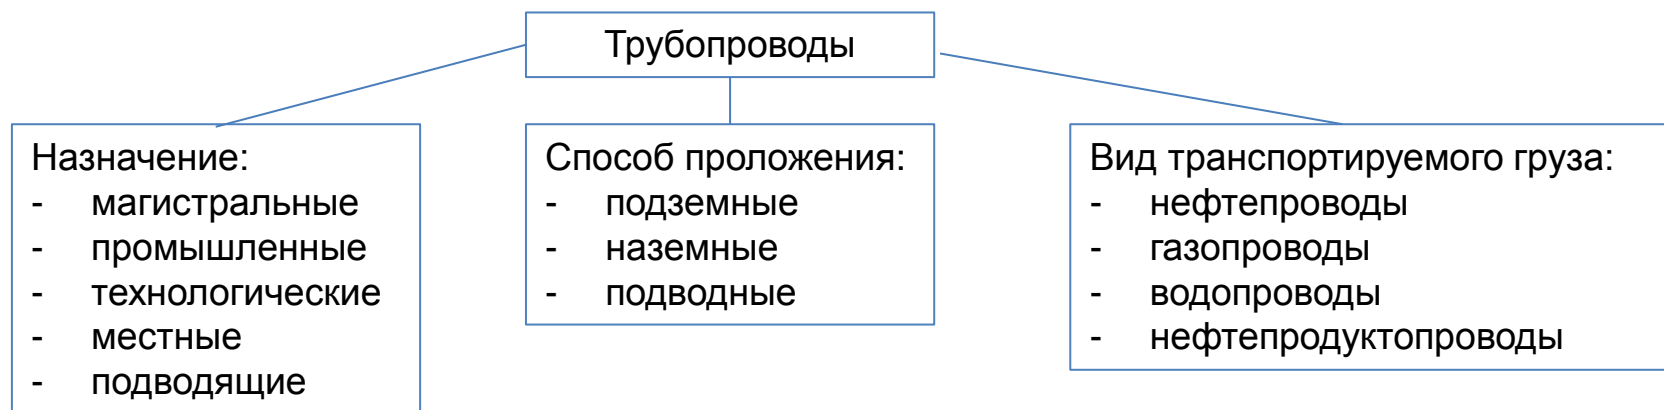 Трубопроводы
Назначение:
- магистральные
- промышленные
- технологические
- местные
- подводящие
Способ проложения:
- подземные
- наземные
- подводные
Вид транспортируемого груза:
- нефтепроводы
- газопроводы
- водопроводы
- нефтепродуктопроводы